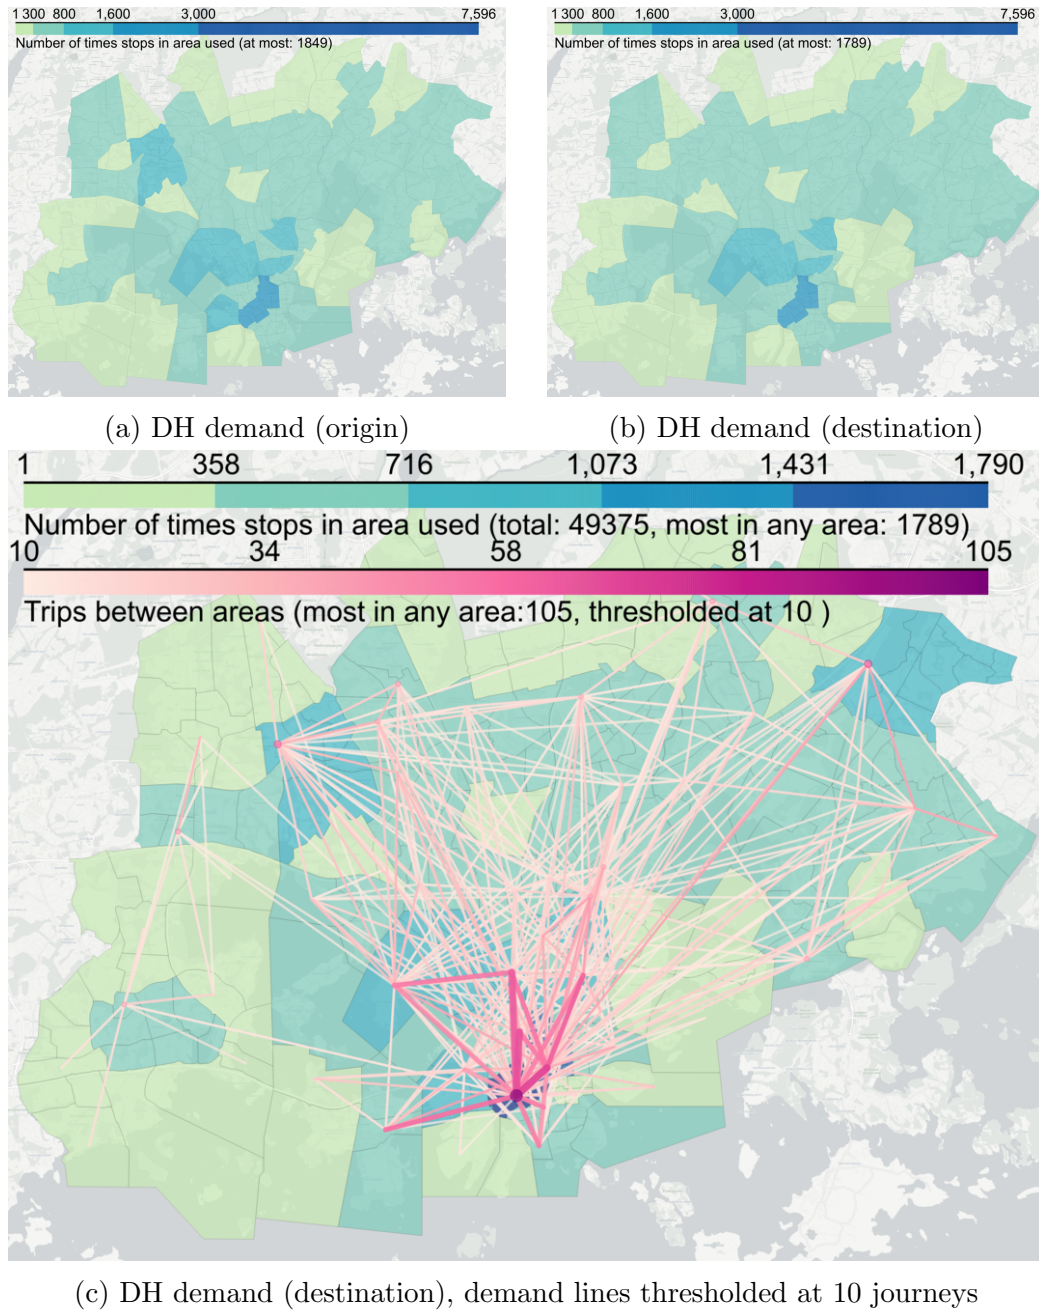 1 300 800 1,600 3,000 7,596
Number of times stops in area used (at most: 1849)
1 300 800 1,600 3,000 7,596
Number of times stops in area used (at most: 1789)
(a) DH demand (origin)
(b) DH demand (destination)
1 358 716 1,073 1,431 1,790
Number of times stops in area used (total: 49375, most in any area: 1789)
10 34 58 81 105
Trips between areas (most in any area:105, thresholded at 10 )
(c) DH demand (destination), demand lines thresholded at 10 journeys